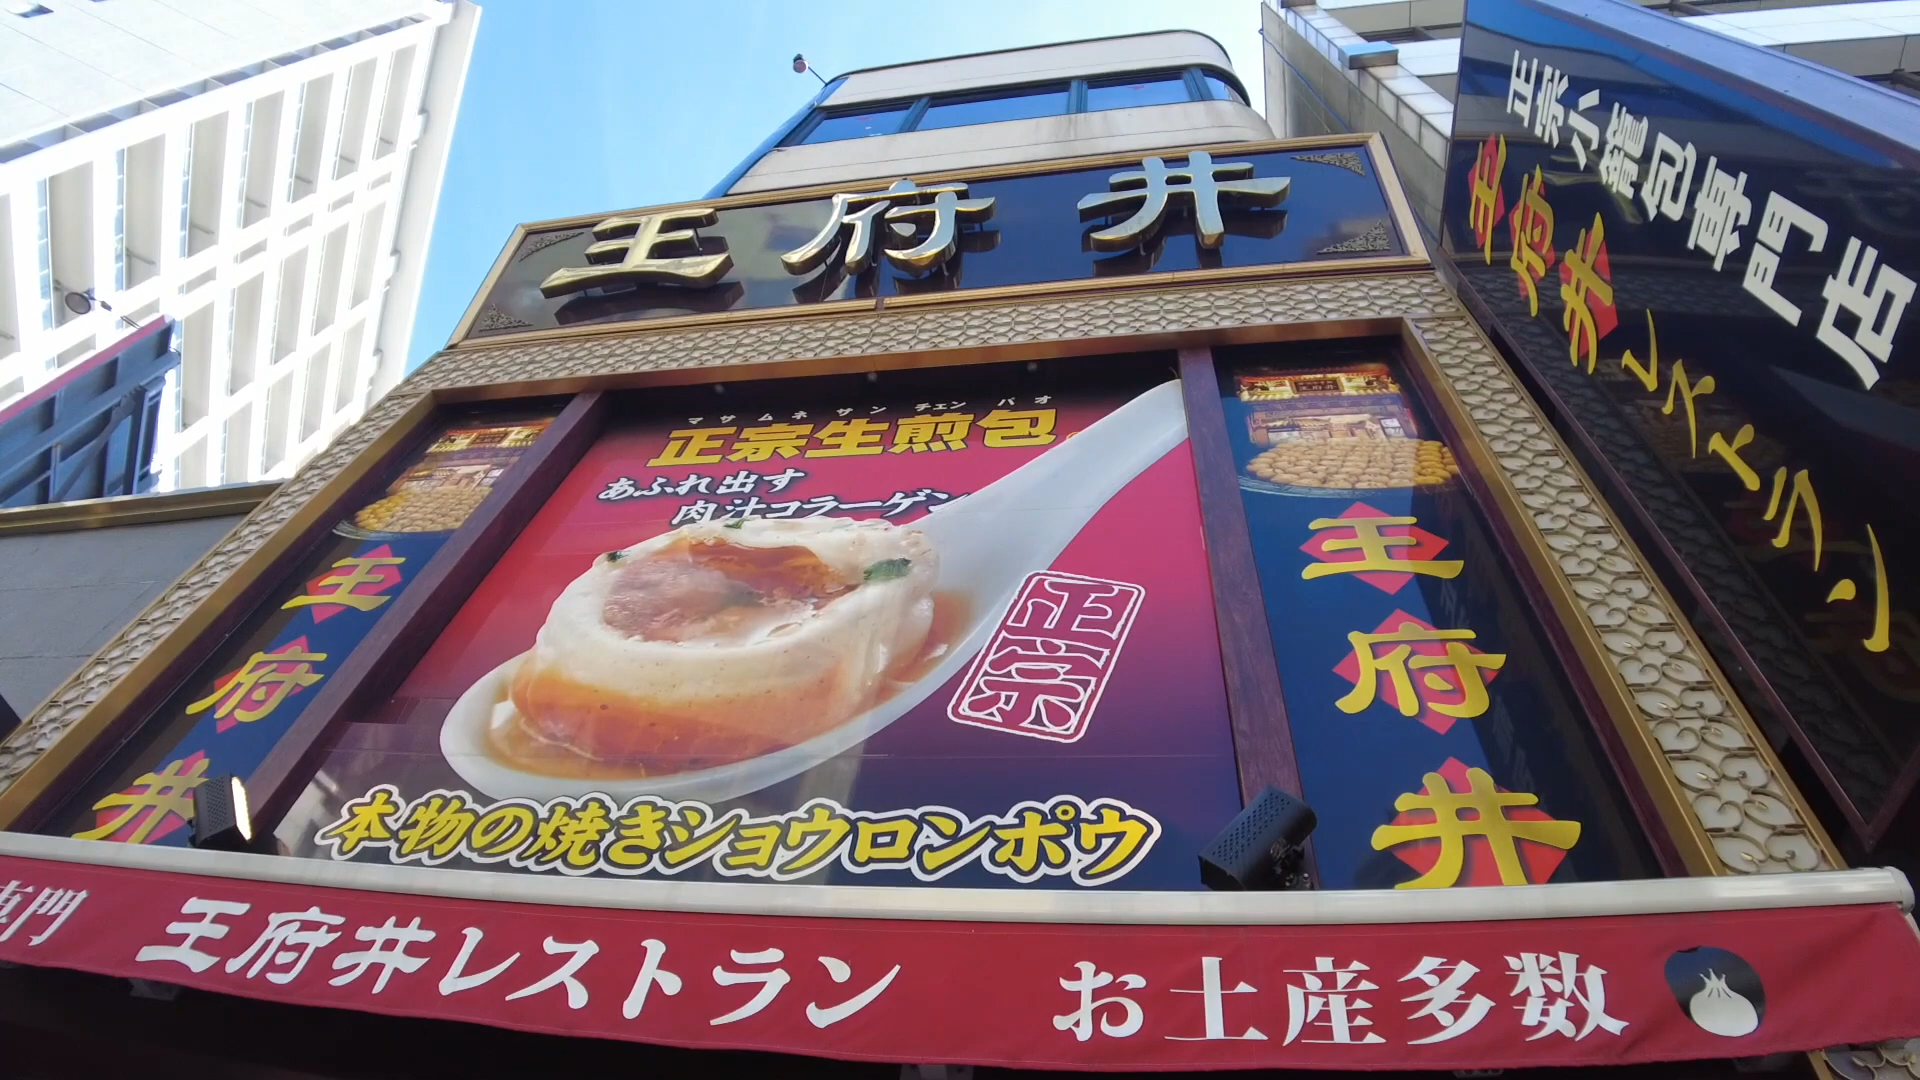 王府井
正宗小籠包専門店
王府井レストラン
マサムネサンチェンパオ
正宗生煎包
あふれ出す
肉汁コラーゲン
正宗
本物の焼きショウロンポウ
王府井
王府井
専門 王府井レストラン お土産多数